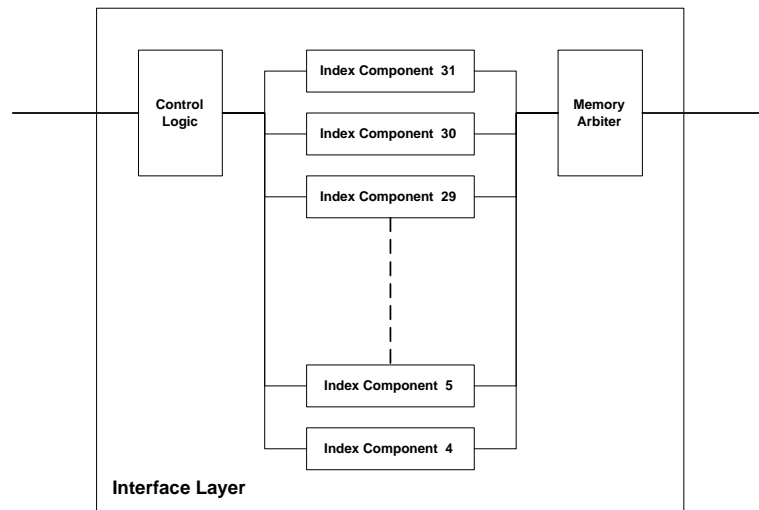 Index Component 31
Control
Logic
Memory
Arbiter
Index Component 30
Index Component 29
Index Component 5
Index Component 4
Interface Layer